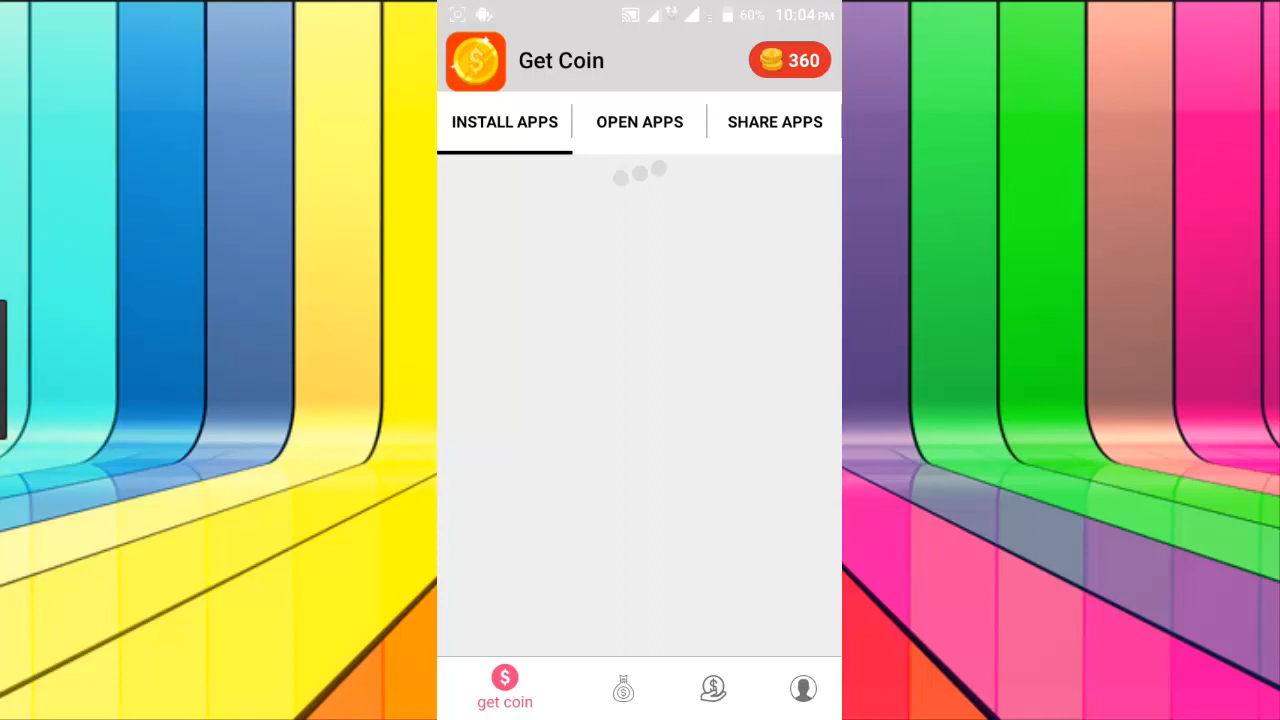 60% 10:04 PM
Get Coin
360
INSTALL APPS
OPEN APPS
SHARE APPS
get coin